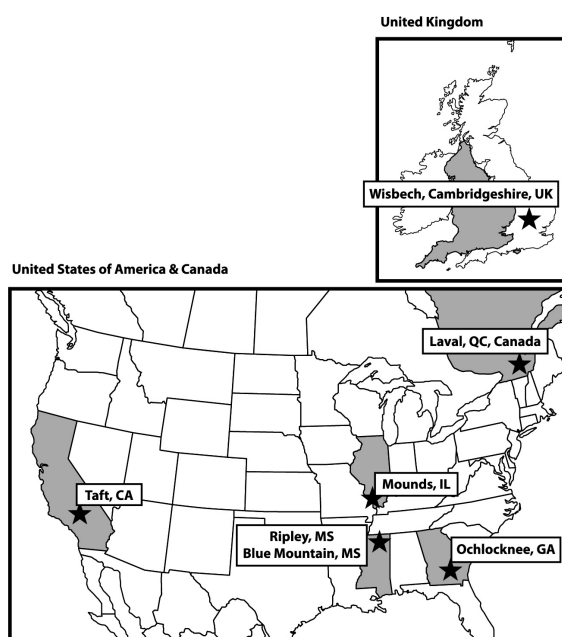 United Kingdom
Wisbech, Cambridgeshire, UK
United States of America & Canada
Laval, QC, Canada
Taft, CA
Mounds, IL
Ripley, MS
Blue Mountain, MS
Ochlocknee, GA